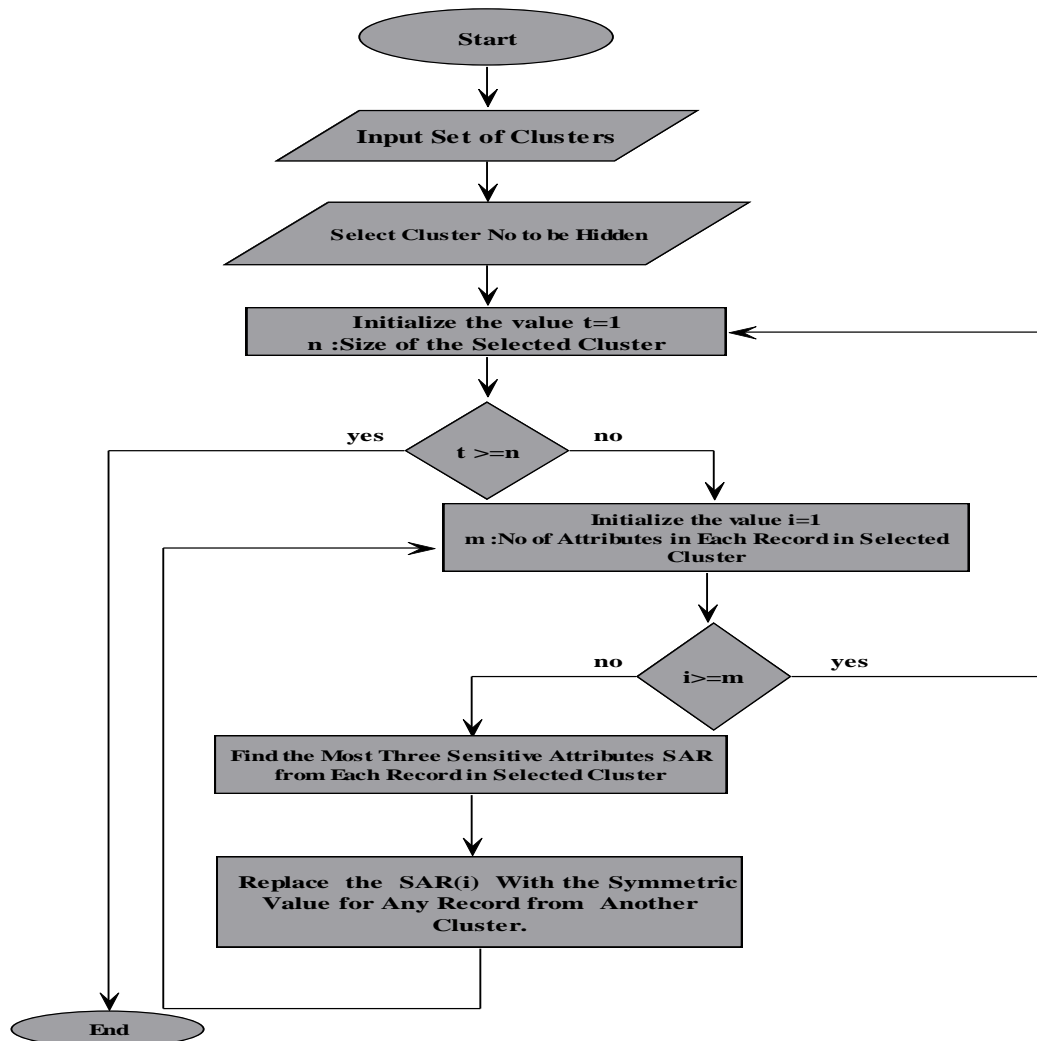 Start
Input Set of Clusters
Select Cluster No to be Hidden
Initialize the value t=1
n :Size of the Selected Cluster
yes
no
t >=n
Initialize the value i=1
m :No of Attributes in Each Record in Selected
Cluster
no
yes
i>=m
Find the Most Three Sensitive Attributes SAR
from Each Record in Selected Cluster
Replace the SAR(i) With the Symmetric
Value for Any Record from Another
Cluster.
End